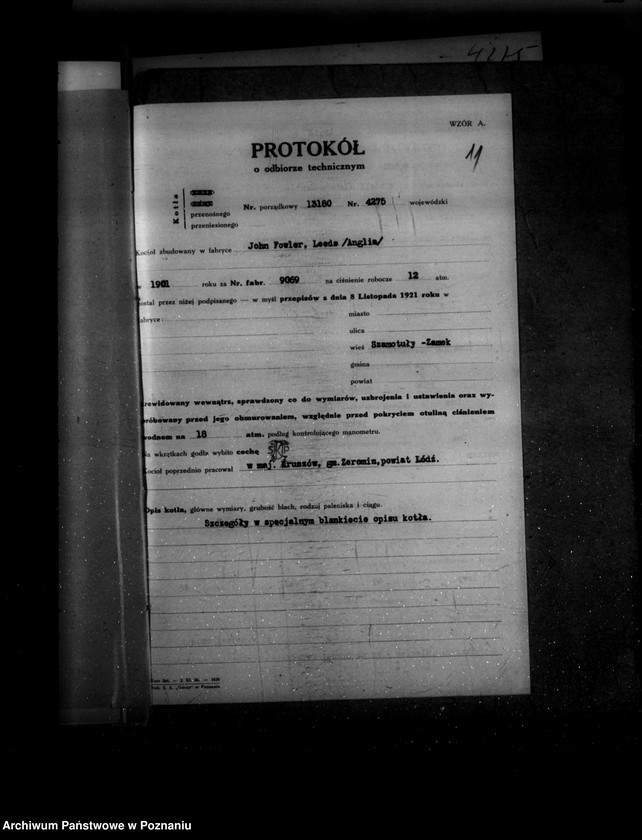 4275
WZÓR A.
11
PROTOKÓŁ
o odbiorze technicznym
Kotła
przenośnego
przeniesionego
Nr. porządkowy 13180 Nr. 4275 wojewódzki
Kocioł zbudowany w fabryce John Fowler, Leeds /Anglia/
w 1901 roku za Nr. fabr. 9069 na ciśnienie robocze 12 atm.
został przez niżej podpisanego — w myśl przepisów z dnia 8 Listopada 1921 roku w
fabryce:
miasto
ulica
wieś Szamotuły -Zamek
gmina
powiat
zrewidowany wewnątrz, sprawdzony co do wymiarów, uzbrojenia i ustawienia oraz wy-
próbowany przed jego obmurowaniem, względnie przed pokryciem otuliną ciśnieniem
wodnem na 18 atm. podług kontrolującego manometru.
Na wkrętkach godła wybito cechę
Kocioł poprzednio pracował w maj. Kruszów, gm. Żeromin, powiat Łódź.
Opis kotła, główne wymiary, grubość blach, rodzaj paleniska i ciągu.
Szczegóły w specjalnym blankiecie opisu kotła.
Archiwum Państwowe w Poznaniu